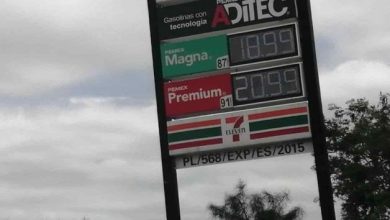 Gasolinas con
tecnología
PEMEX
ADiTEC
PEMEX
Magna. 87 18.99
PEMEX
Premium. 91 20.99
7
ELEVEN
PL/568/EXP/ES/2015